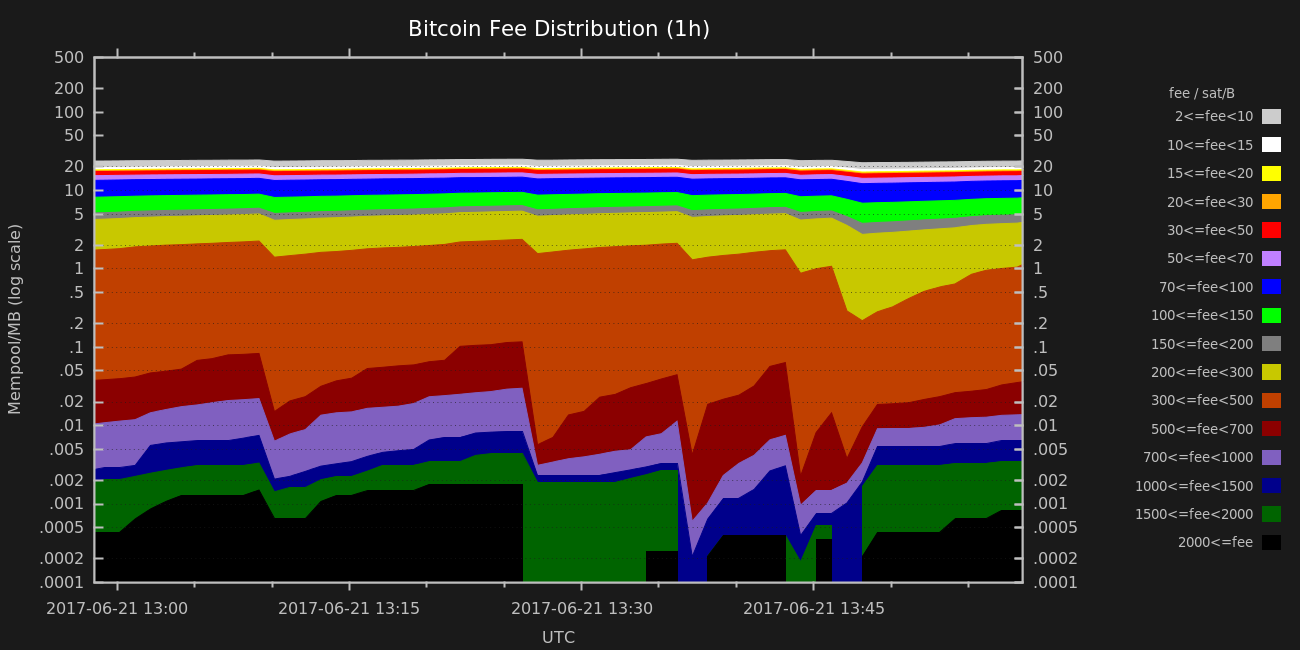 Bitcoin Fee Distribution (1h)
500
200
100
50
20
10
5
2
1
.5
.2
.1
.05
.02
.01
.005
.002
.001
.0005
.0002
.0001
Mempool/MB (log scale)
500
200
100
50
20
10
5
2
1
.5
.2
.1
.05
.02
.01
.005
.002
.001
.0005
.0002
.0001
2017-06-21 13:00
2017-06-21 13:15
2017-06-21 13:30
2017-06-21 13:45
UTC
fee / sat/B
2<=fee<10
10<=fee<15
15<=fee<20
20<=fee<30
30<=fee<50
50<=fee<70
70<=fee<100
100<=fee<150
150<=fee<200
200<=fee<300
300<=fee<500
500<=fee<700
700<=fee<1000
1000<=fee<1500
1500<=fee<2000
2000<=fee